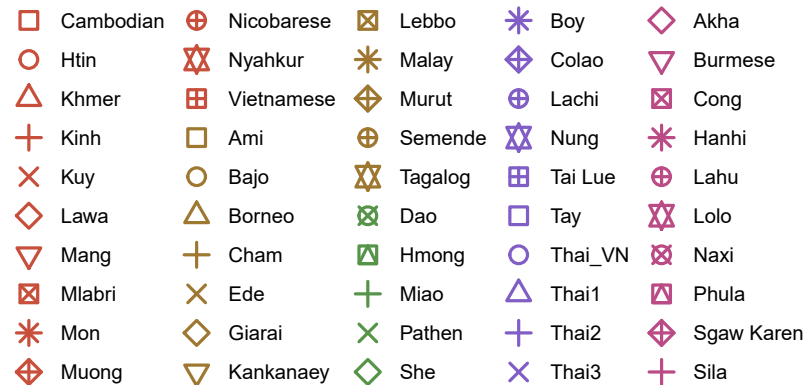 Cambodian Nicobarese Lebbo Boy Akha
Htin Nyahkur Malay Colao Burmese
Khmer Vietnamese Murut Lachi Cong
Kinh Ami Semende Nung Hanhi
Kuy Bajo Tagalog Tai Lue Lahu
Lawa Borneo Dao Tay Lolo
Mang Cham Hmong Thai_VN Naxi
Mlabri Ede Miao Thai1 Phula
Mon Giarai Pathen Thai2 Sgaw Karen
Muong Kankanaey She Thai3 Sila